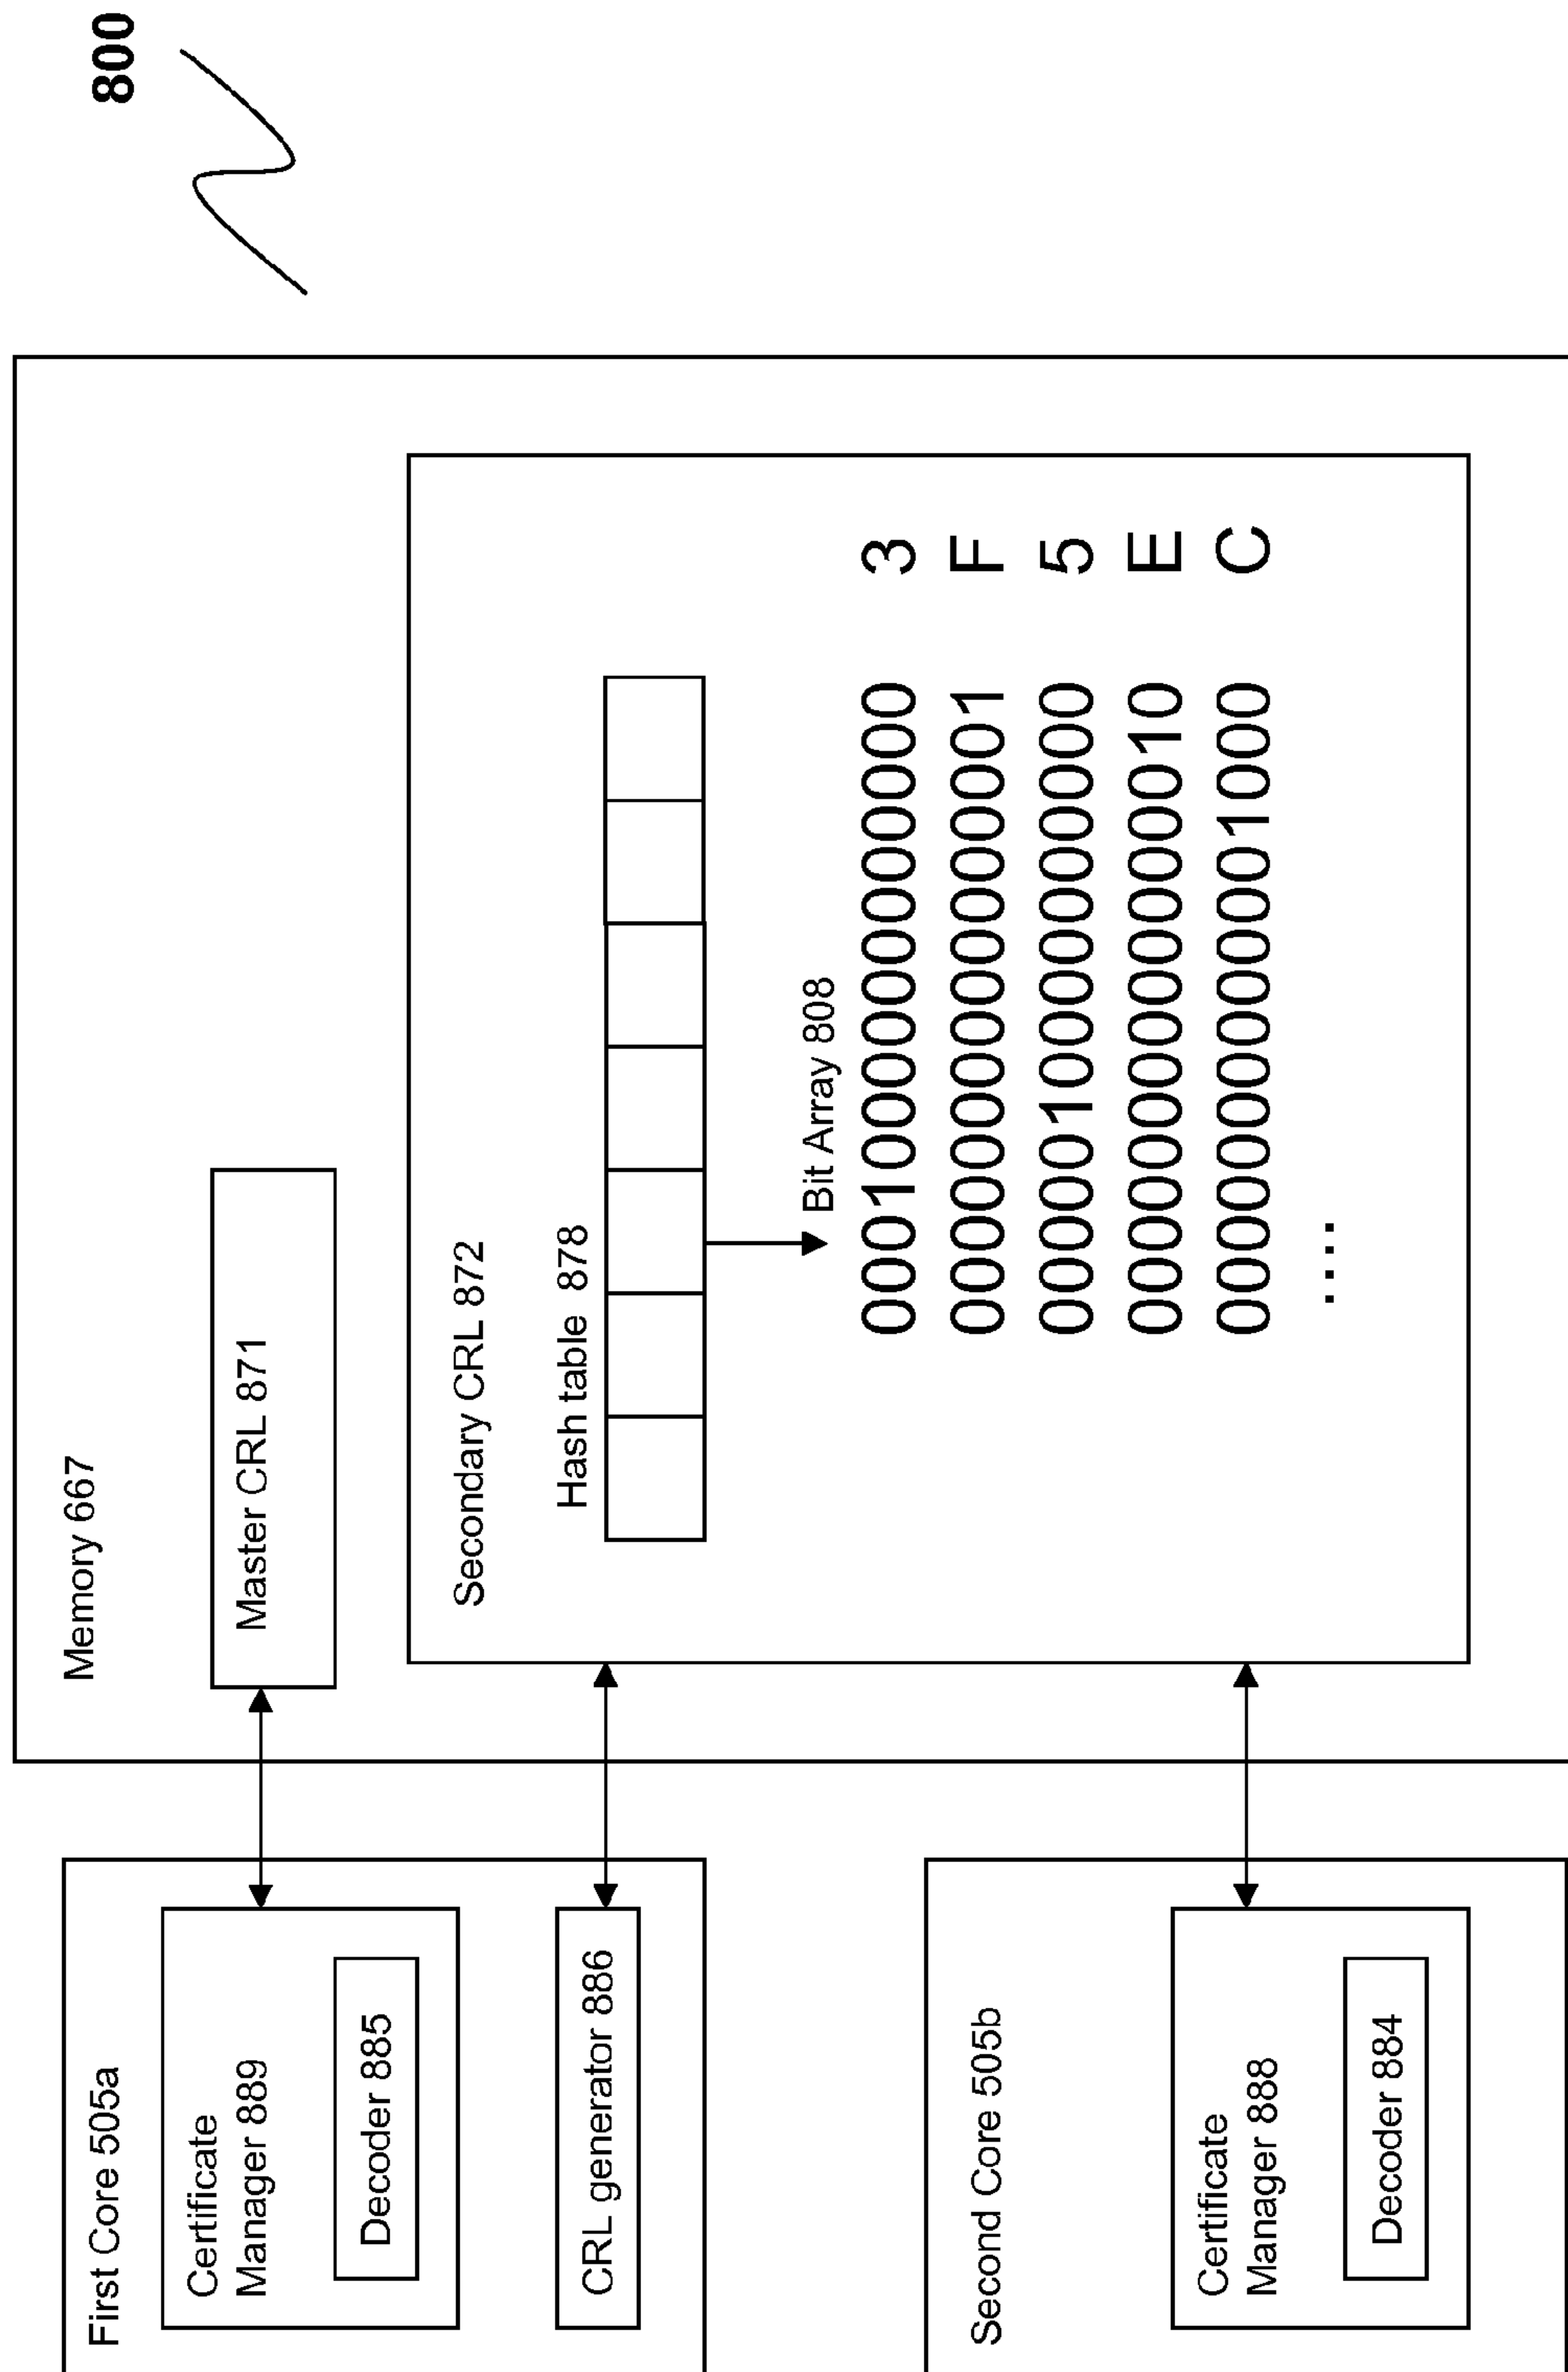 800
First Core 505a
Certificate
Manager 889
Decoder 885
CRL generator 886
Second Core 505b
Certificate
Manager 888
Decoder 884
Memory 667
Master CRL 871
Secondary CRL 872
Hash table 878
Bit Array 808
0001000000000000 3
0000000000000001 F
0000010000000000 5
0000000000000010 E
0000000000001000 C
....